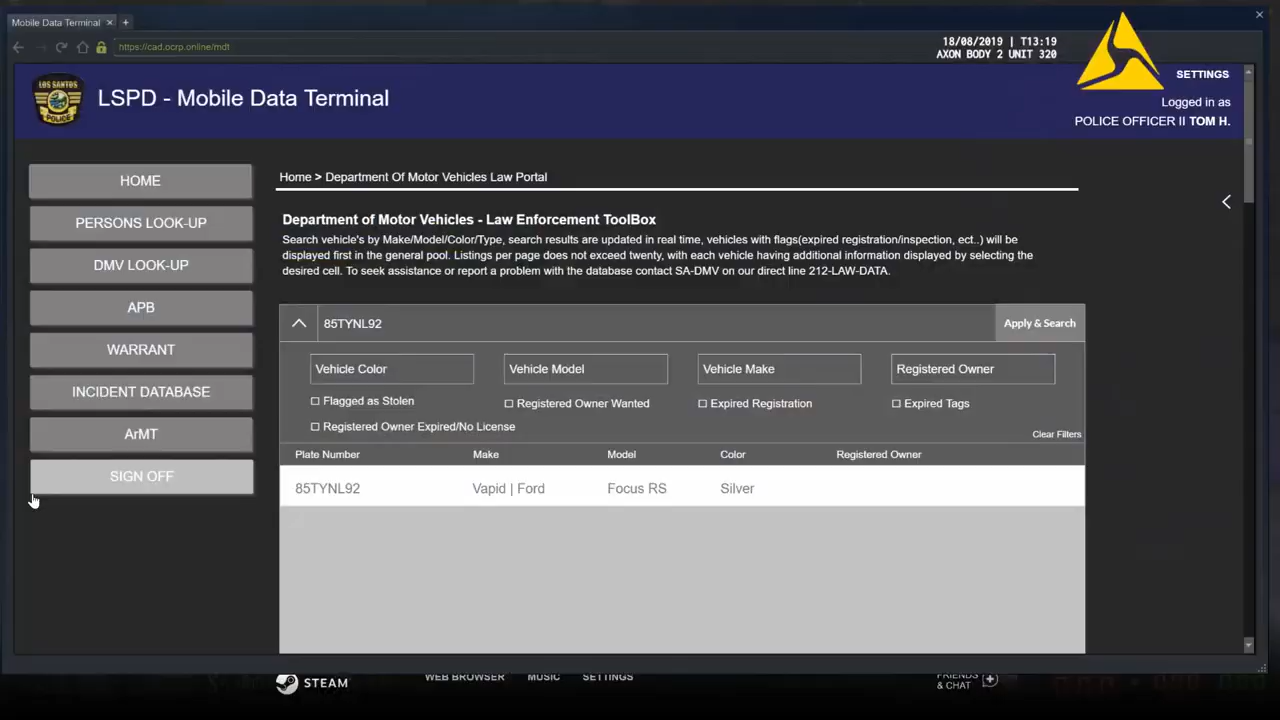 Mobile Data Terminal
https://cad.ocrp.online/mdt
18/08/2019 | T13:19
AXON BODY 2 UNIT 320
SETTINGS
LOS SANTOS
POLICE
LSPD - Mobile Data Terminal
Logged in as
POLICE OFFICER II TOM H.
HOME
PERSONS LOOK-UP
DMV LOOK-UP
APB
WARRANT
INCIDENT DATABASE
ArMT
SIGN OFF
Home > Department Of Motor Vehicles Law Portal
Department of Motor Vehicles - Law Enforcement ToolBox
Search vehicle's by Make/Model/Color/Type, search results are updated in real time, vehicles with flags(expired registration/inspection, ect..) will be
displayed first in the general pool. Listings per page does not exceed twenty, with each vehicle having additional information displayed by selecting the
desired cell. To seek assistance or report a problem with the database contact SA-DMV on our direct line 212-LAW-DATA.
85TYNL92 Apply & Search
Vehicle Color Vehicle Model Vehicle Make Registered Owner
Flagged as Stolen Registered Owner Wanted Expired Registration Expired Tags
Registered Owner Expired/No License
Clear Filters
Plate Number Make Model Color Registered Owner
85TYNL92 Vapid | Ford Focus RS Silver
STEAM
WEB BROWSER MUSIC SETTINGS
FRIENDS
& CHAT